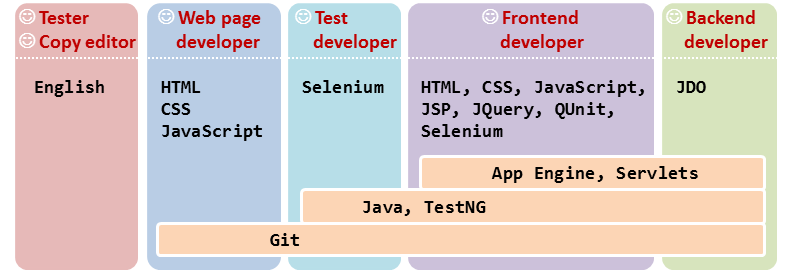 Tester
Copy editor
English
Web page
developer
HTML
CSS
JavaScript
Test
developer
Selenium
Frontend
developer
HTML, CSS, JavaScript,
JSP, JQuery, QUnit,
Selenium
Backend
developer
JDO
App Engine, Servlets
Java, TestNG
Git